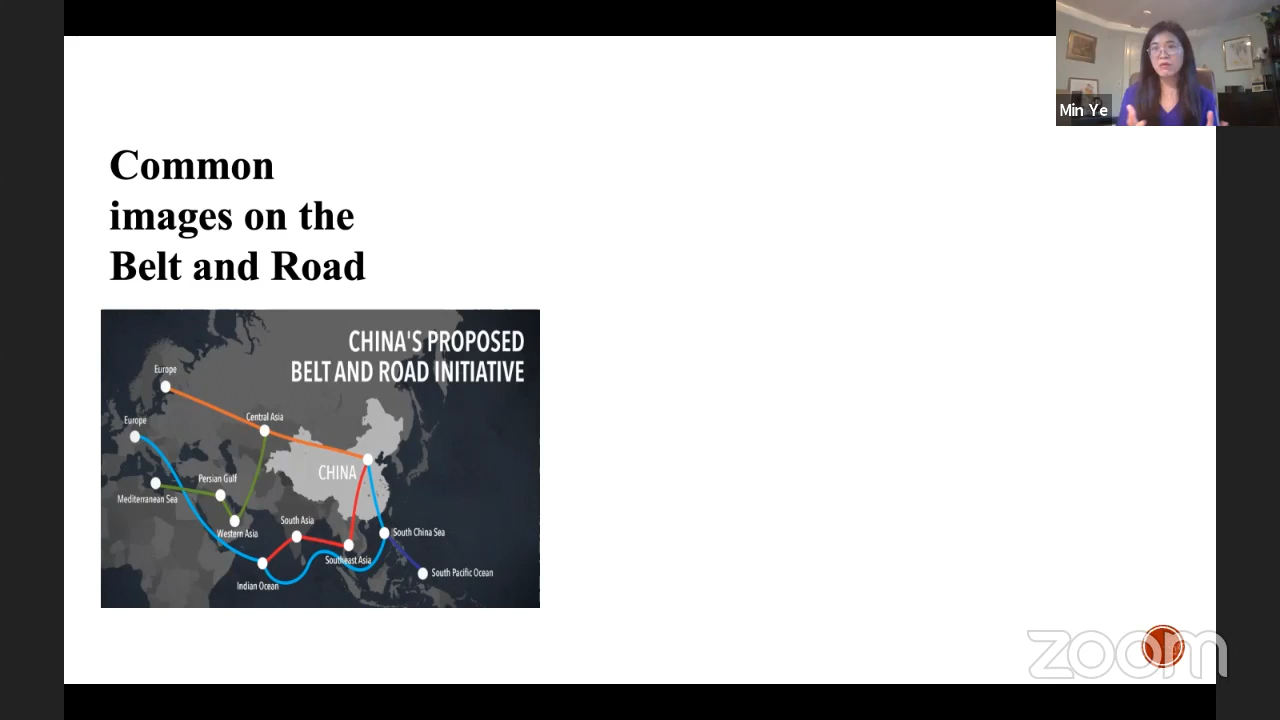 Min Ye
Common
images on the
Belt and Road
CHINA'S PROPOSED
BELT AND ROAD INITIATIVE
Europe
Central Asia
Europe
CHINA
Persian Gulf
Mediterranean Sea
South Asia
Western Asia
South China Sea
Southeast Asia
South Pacific Ocean
Indian Ocean
zoom